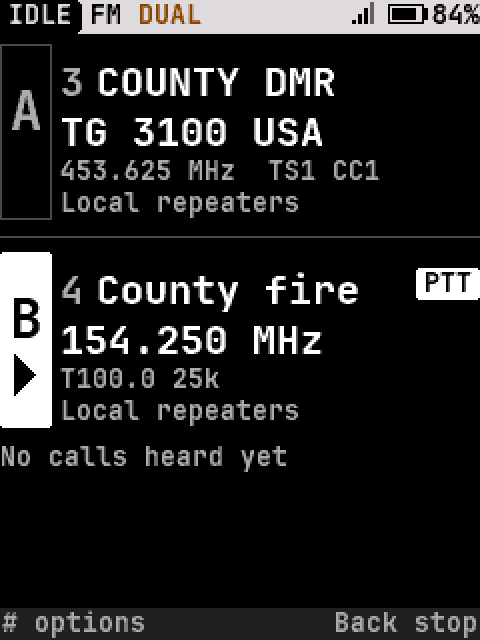 IDLE FM DUAL 84%
A
3 COUNTY DMR
TG 3100 USA
453.625 MHz TS1 CC1
Local repeaters
B
4 County fire PTT
154.250 MHz
T100.0 25k
Local repeaters
No calls heard yet
# options Back stop